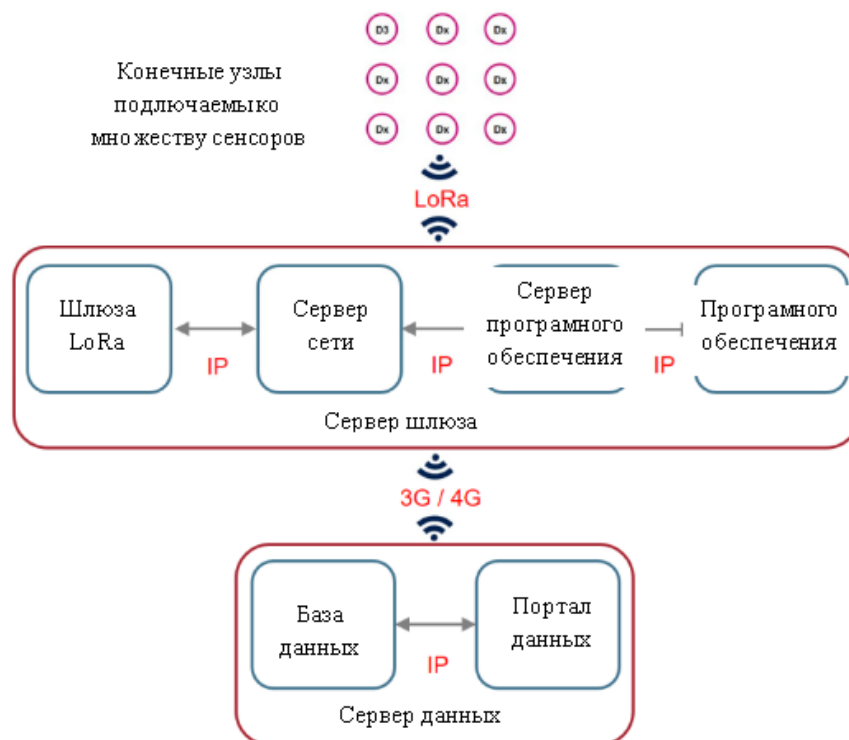 D3 Dx Dx
Конечные узлы
подлючаемыко
множеству сенсоров
Dx Dx Dx
Dx Dx Dx
LoRa
Шлюза
LoRa
IP
Сервер
сети
IP
Сервер
програмного
обеспечения
IP
Програмного
обеспечения
Сервер шлюза
3G / 4G
База
данных
IP
Портал
данных
Сервер данных